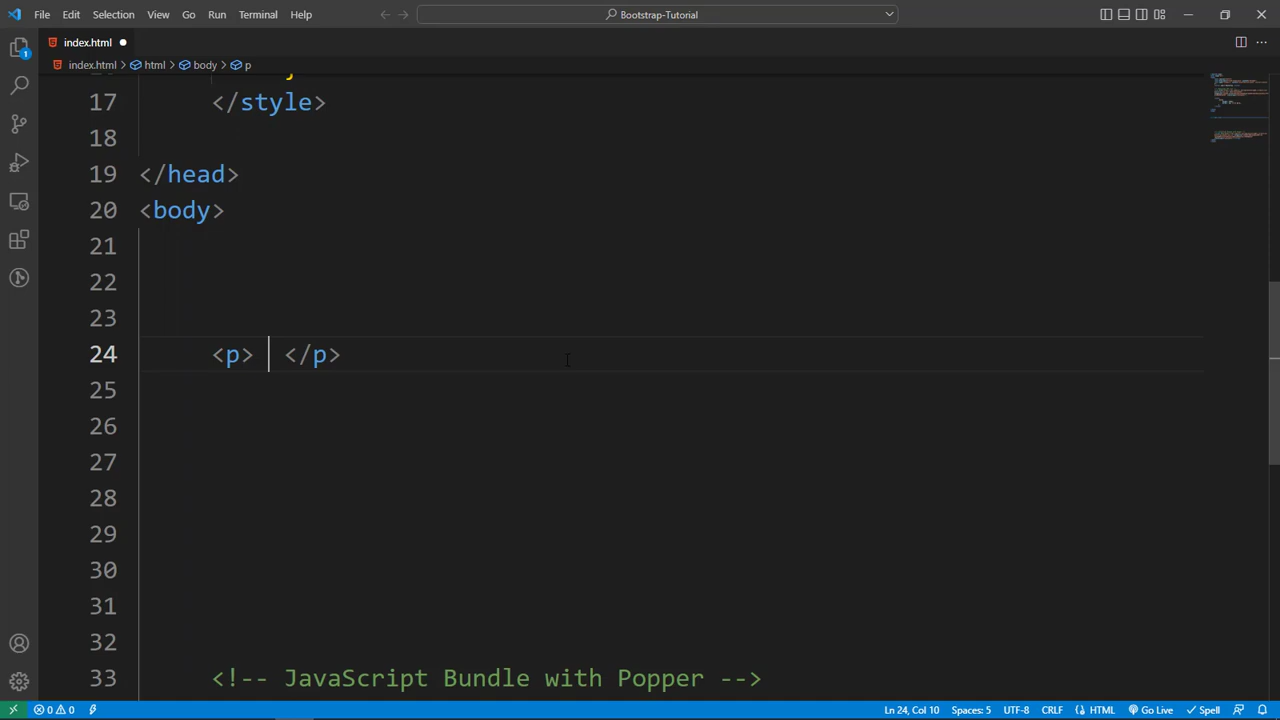 File Edit Selection View Go Run Terminal Help Bootstrap-Tutorial
index.html
index.html > html > body > p
17 </style>
18
19 </head>
20 <body>
21
22
23
24 <p> </p>
25
26
27
28
29
30
31
32
33 <!-- JavaScript Bundle with Popper -->
1
0 0 Ln 24, Col 10 Spaces: 5 UTF-8 CRLF HTML Go Live Spell